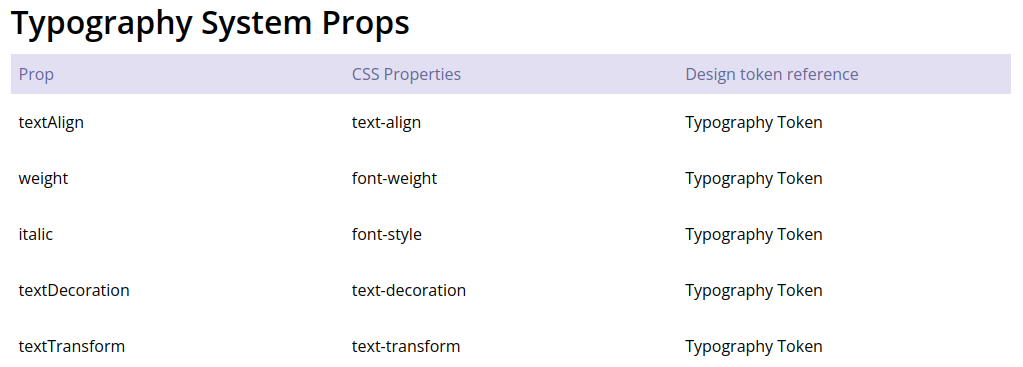 Typography System Props
Prop CSS Properties Design token reference
textAlign text-align Typography Token
weight font-weight Typography Token
italic font-style Typography Token
textDecoration text-decoration Typography Token
textTransform text-transform Typography Token